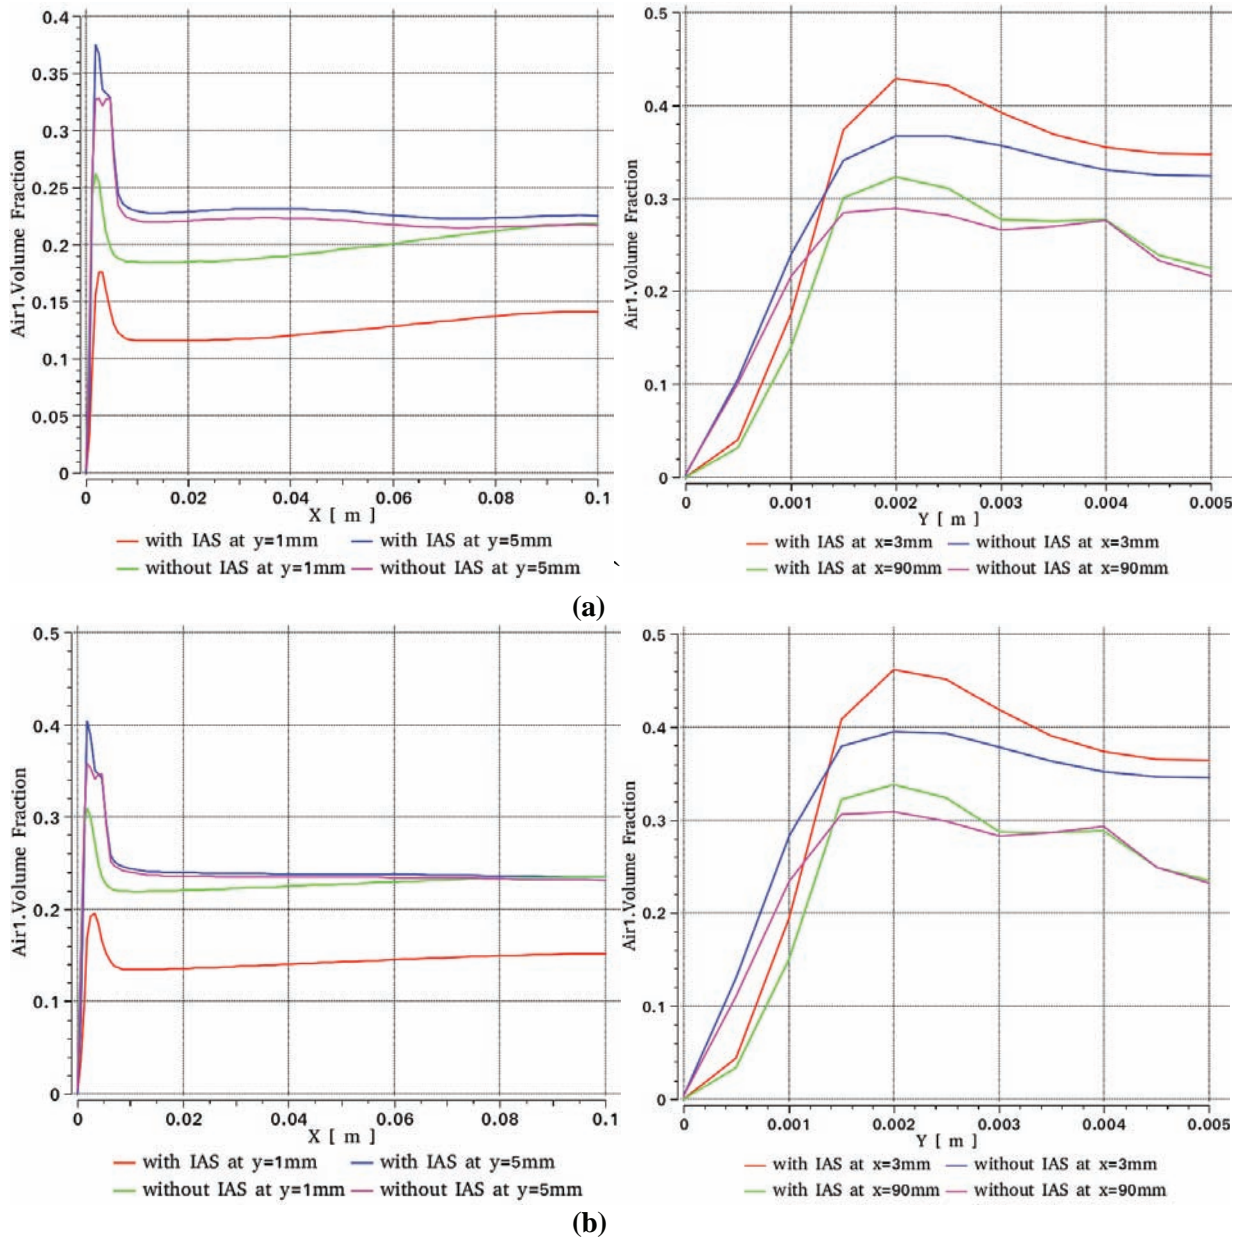 0.4
0.35
0.3
0.25
0.2
0.15
0.1
0.05
0
Air1.Volume Fraction
0 0.02 0.04 0.06 0.08 0.1
X [ m ]
with IAS at y=1mm with IAS at y=5mm
without IAS at y=1mm without IAS at y=5mm
0.5
0.4
0.3
0.2
0.1
0
Air1.Volume Fraction
0 0.001 0.002 0.003 0.004 0.005
Y [ m ]
with IAS at x=3mm without IAS at x=3mm
with IAS at x=90mm without IAS at x=90mm
`
(a)
0.5
0.4
0.3
0.2
0.1
0
Air1.Volume Fraction
0 0.02 0.04 0.06 0.08 0.1
X [ m ]
with IAS at y=1mm with IAS at y=5mm
without IAS at y=1mm without IAS at y=5mm
0.5
0.4
0.3
0.2
0.1
0
Air1.Volume Fraction
0 0.001 0.002 0.003 0.004 0.005
Y [ m ]
with IAS at x=3mm without IAS at x=3mm
with IAS at x=90mm without IAS at x=90mm
(b)